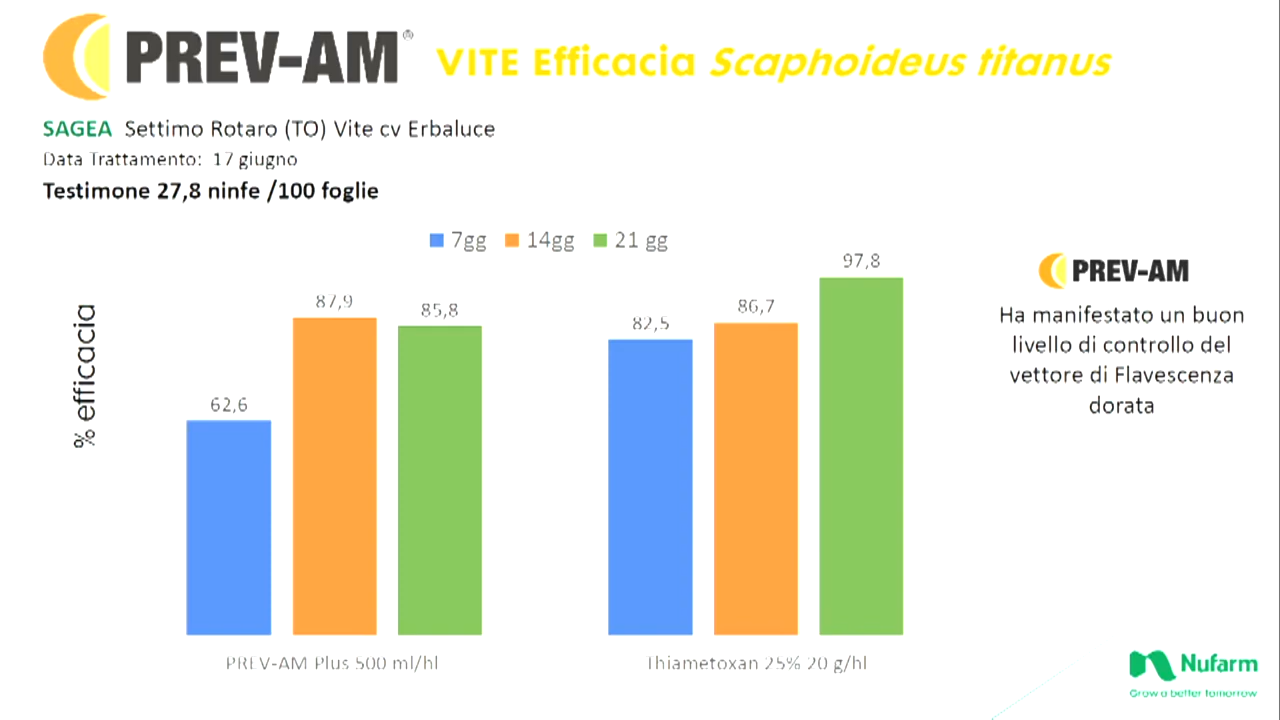 PREV-AM® VITE Efficacia Scaphoideus titanus
SAGEA Settimo Rotaro (TO) Vite cv Erbaluce
Data Trattamento: 17 giugno
Testimone 27,8 ninfe /100 foglie
7gg 14gg 21 gg
% efficacia
62,6
87,9
85,8
82,5
86,7
97,8
PREV-AM Plus 500 ml/hl
Thiametoxan 25% 20 g/hl
PREV-AM
Ha manifestato un buon
livello di controllo del
vettore di Flavescenza
dorata
Nufarm
Grow a better tomorrow